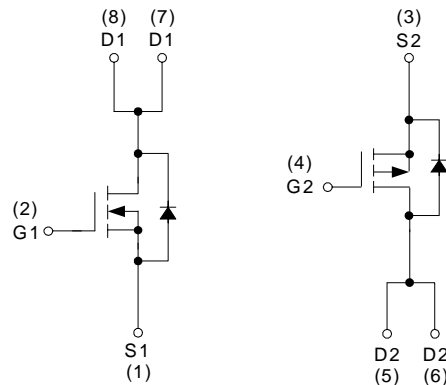 (8) (7)
D1 D1
(3)
S2
(2)
G1
(4)
G2
S1
(1)
D2 D2
(5) (6)